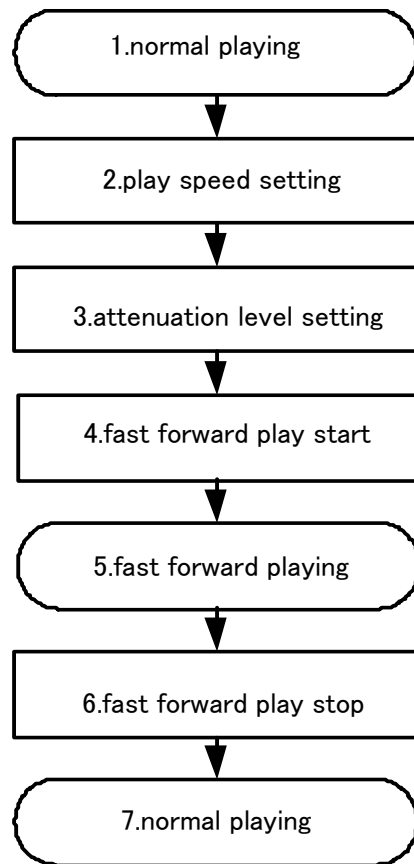 1.normal playing
2.play speed setting
3.attenuation level setting
4.fast forward play start
5.fast forward playing
6.fast forward play stop
7.normal playing